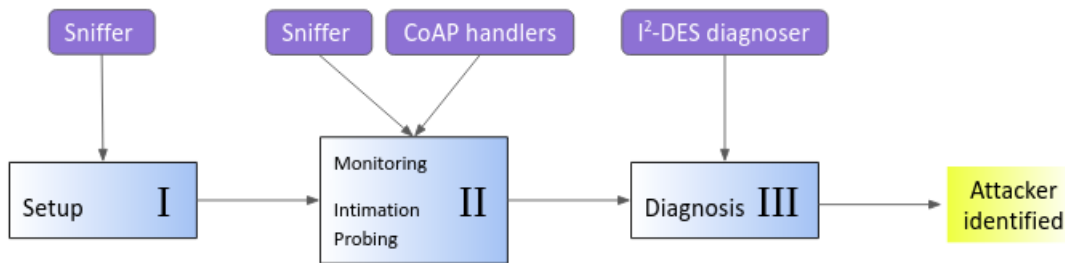 Sniffer
Sniffer
CoAP handlers
I²-DES diagnoser
Setup I
Monitoring
Intimation
Probing
II
Diagnosis III
Attacker
identified